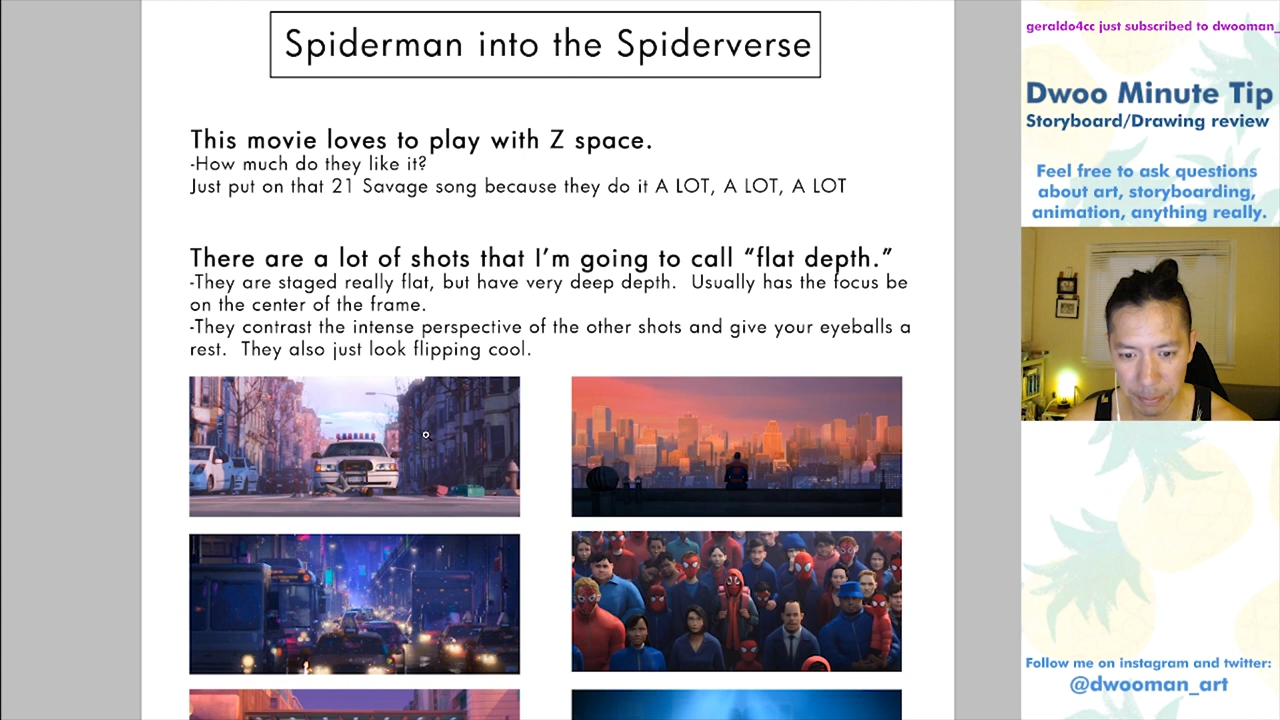 Spiderman into the Spiderverse
This movie loves to play with Z space.
-How much do they like it?
Just put on that 21 Savage song because they do it A LOT, A LOT, A LOT
There are a lot of shots that I'm going to call "flat depth."
-They are staged really flat, but have very deep depth.  Usually has the focus be
on the center of the frame.
-They contrast the intense perspective of the other shots and give your eyeballs a
rest.  They also just look flipping cool.
geraldo4cc just subscribed to dwooman_
Dwoo Minute Tip
Storyboard/Drawing review
Feel free to ask questions
about art, storyboarding,
animation, anything really.
Follow me on instagram and twitter:
@dwooman_art